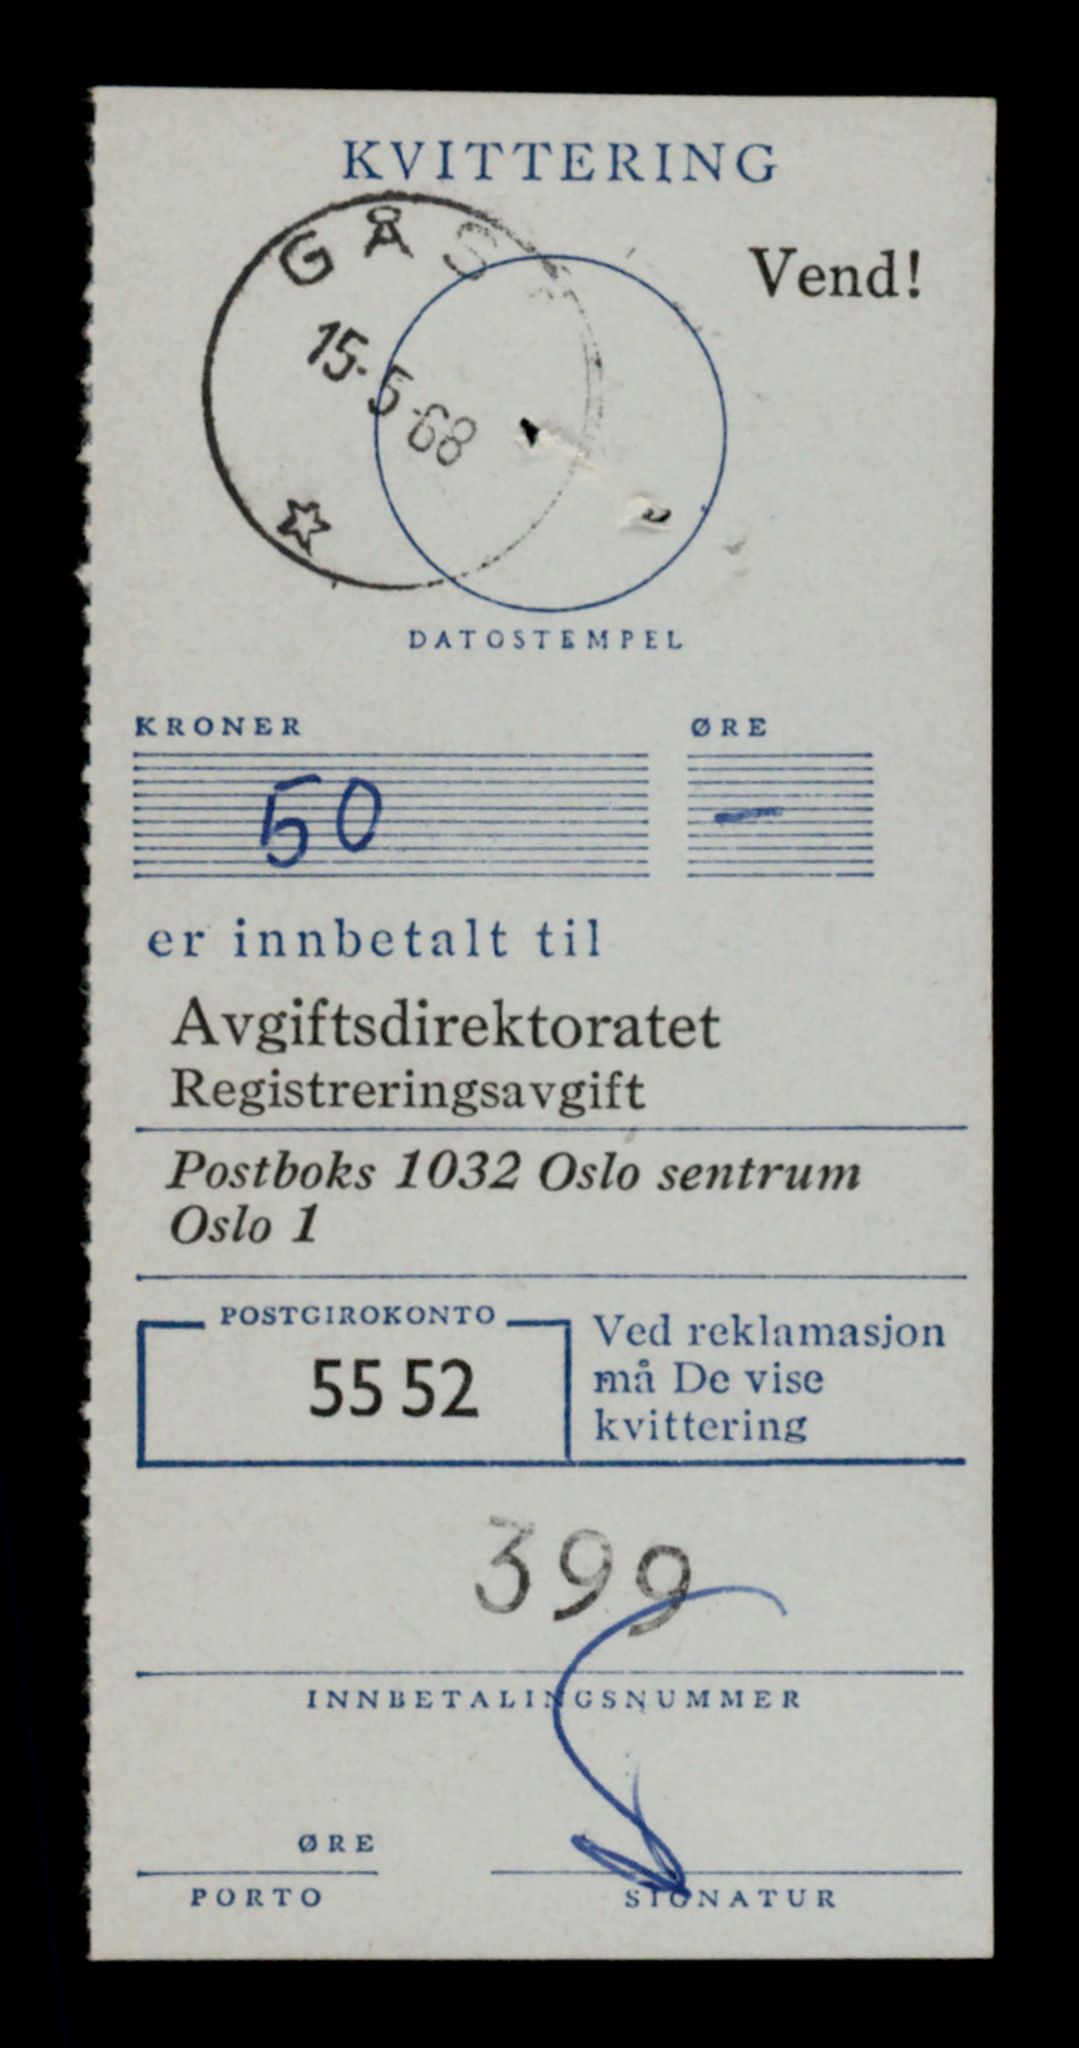 KVITTERING
Vend!
15-5-68
DATOSTEMPEL
KRONER ØRE
50 –
er innbetalt til
Avgiftsdirektoratet
Registreringsavgift
Postboks 1032 Oslo sentrum
Oslo 1
POSTGIROKONTO
55 52
Ved reklamasjon
må De vise
kvittering
399
INNBETALINGSNUMMER
ØRE
PORTO SIGNATUR